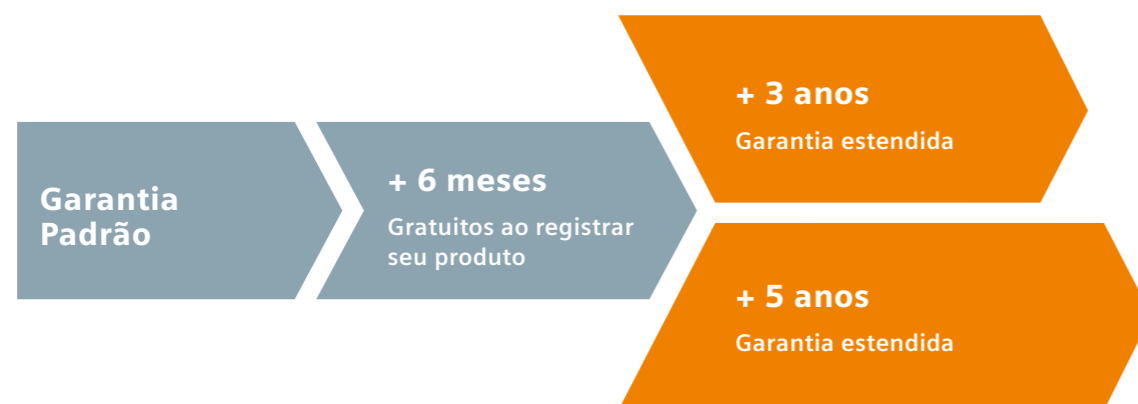 Garantia
Padrão
+ 6 meses
Gratuitos ao registrar
seu produto
+ 3 anos
Garantia estendida
+ 5 anos
Garantia estendida